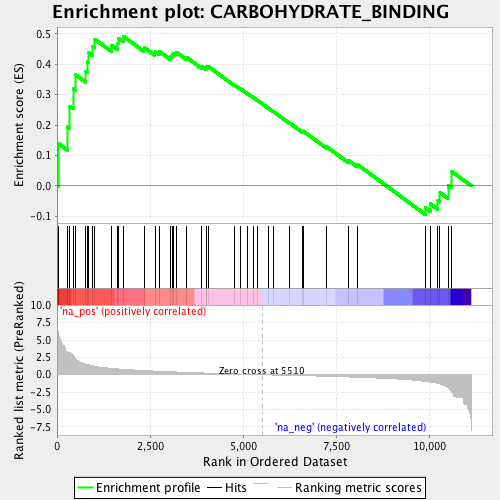 Enrichment plot: CARBOHYDRATE_BINDING
Enrichment score (ES)
0.5
0.4
0.3
0.2
0.1
0.0
-0.1
Ranked list metric (PreRanked)
10.0
7.5
5.0
2.5
0.0
-2.5
-5.0
-7.5
'na_pos' (positively correlated)
Zero cross at 5510
'na_neg' (negatively correlated)
0
2,500
5,000
7,500
10,000
Rank in Ordered Dataset
Enrichment profile
Hits
Ranking metric scores